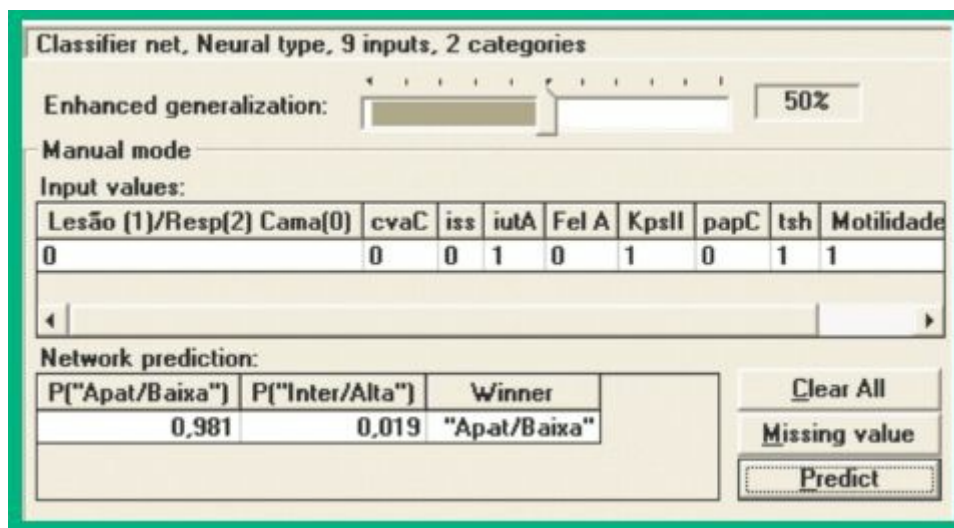 Classifier net, Neural type, 9 inputs, 2 categories
Enhanced generalization: 50%
Manual mode
Input values:
Lesão (1)/Resp(2) Cama(0) cvaC iss iutA Fel A KpsII papC tsh Motilidade
0 0 0 1 0 1 0 1 1
Network prediction:
P("Apat/Baixa") P("Inter/Alta") Winner
0,981 0,019 "Apat/Baixa"
Clear All
Missing value
Predict